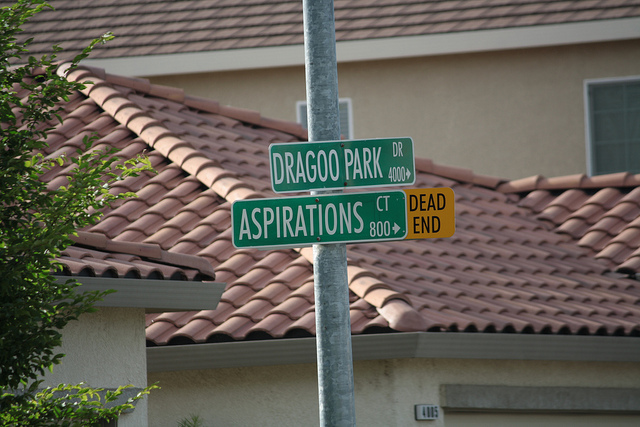 DRAGOO PARK DR
4000
ASPIRATIONS CT
800
DEAD
END